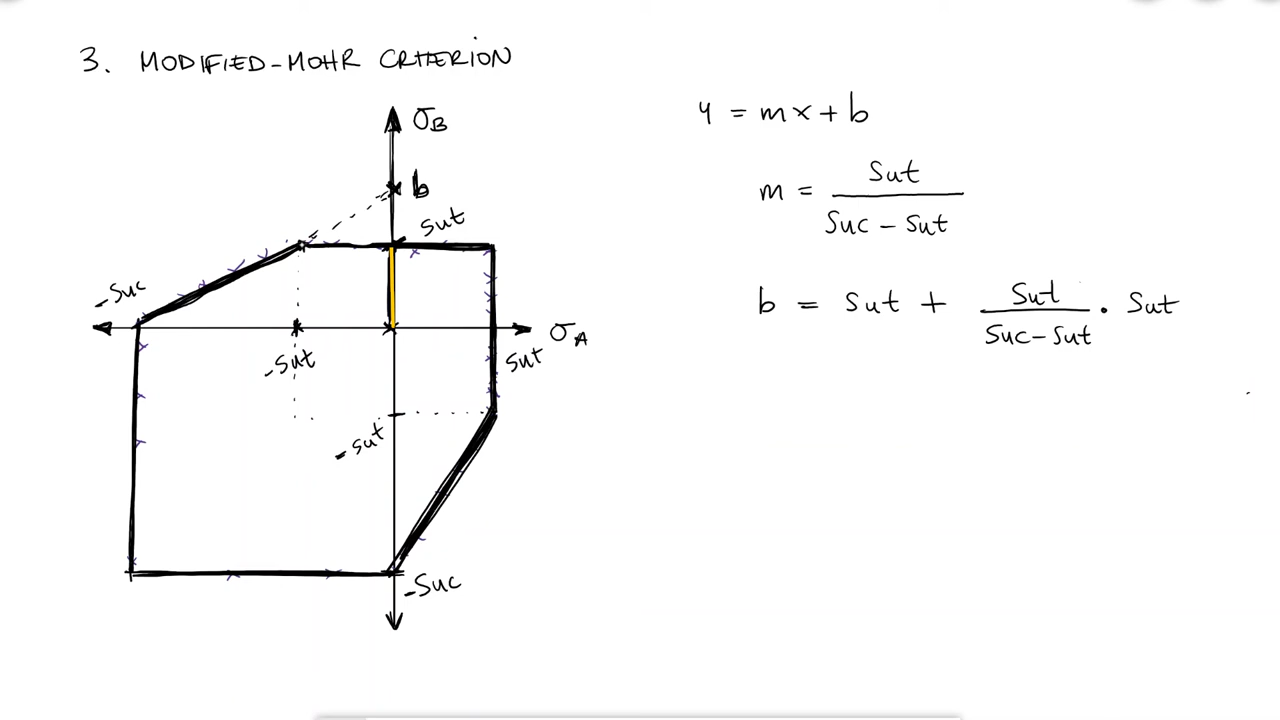 3. MODIFIED-MOHR CRITERION
σB
b
Sut
-Suc
σA
-Sut
Sut
-Sut
-Suc
y = mx + b
m = Sut / Suc - Sut
b = Sut + Sut / Suc - Sut · Sut